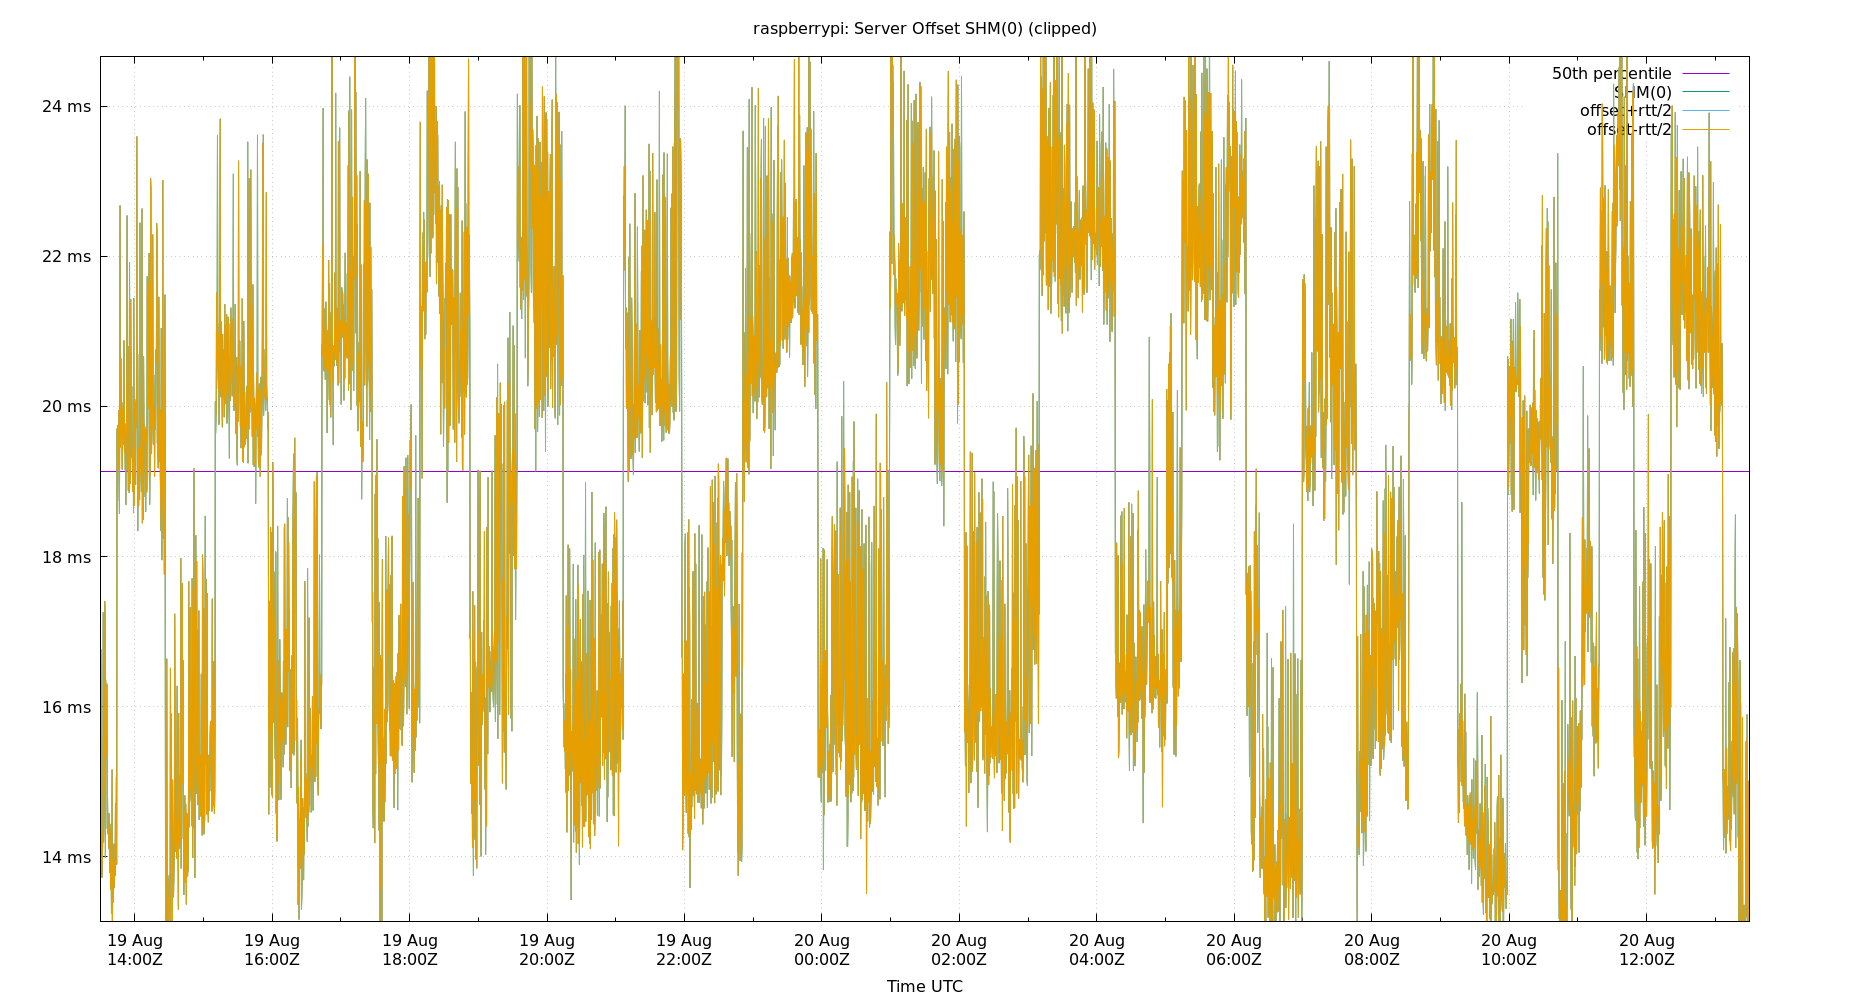 raspberrypi: Server Offset SHM(0) (clipped)
50th percentile
SHM(0)
offset+rtt/2
offset-rtt/2
24 ms
22 ms
20 ms
18 ms
16 ms
14 ms
19 Aug 19 Aug 19 Aug 19 Aug 19 Aug 20 Aug 20 Aug 20 Aug 20 Aug 20 Aug 20 Aug 20 Aug
14:00Z 16:00Z 18:00Z 20:00Z 22:00Z 00:00Z 02:00Z 04:00Z 06:00Z 08:00Z 10:00Z 12:00Z
Time UTC